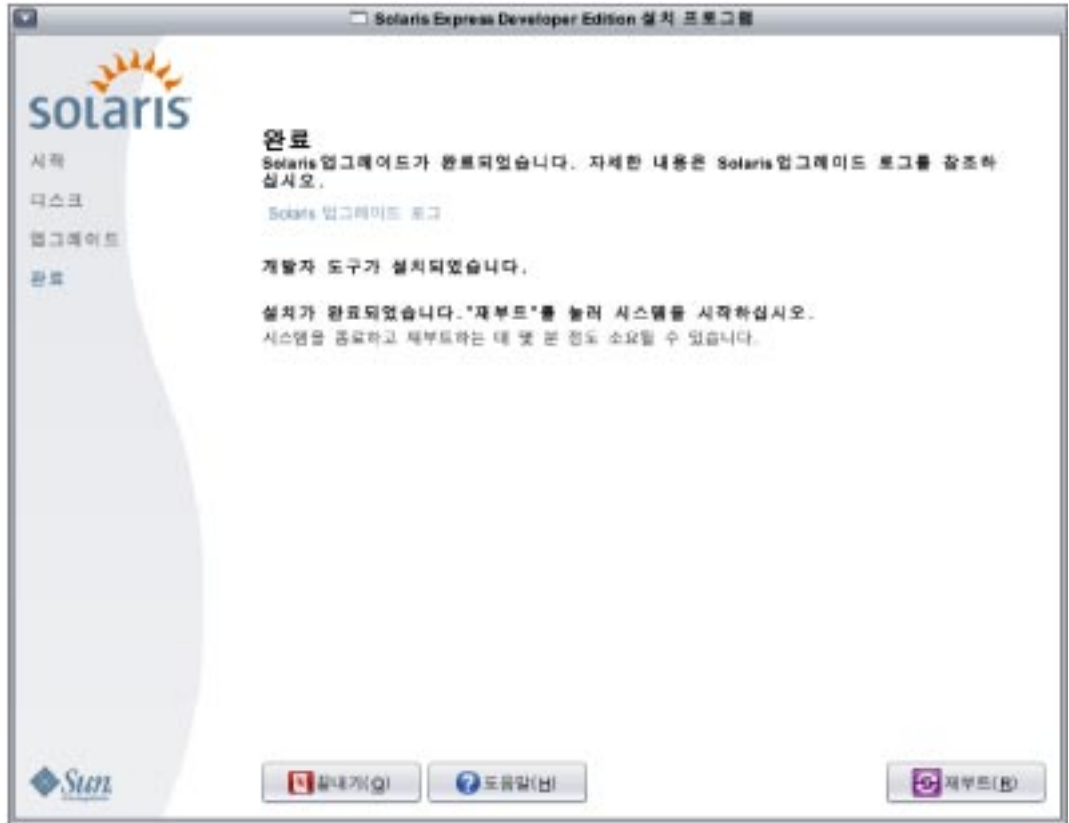 Solaris Express Developer Edition 설치 프로그램
solaris
시작
디스크
업그레이드
완료
완료
Solaris 업그레이드가 완료되었습니다. 자세한 내용은 Solaris 업그레이드 로그를 참조하
십시오.
Solaris 업그레이드 로그
개발자 도구가 설치되었습니다.
설치가 완료되었습니다."재부트"를 눌러 시스템을 시작하십시오.
시스템을 종료하고 재부트하는 데 몇 분 정도 소요될 수 있습니다.
Sun
끝내기(Q)
도움말(H)
재부트(R)